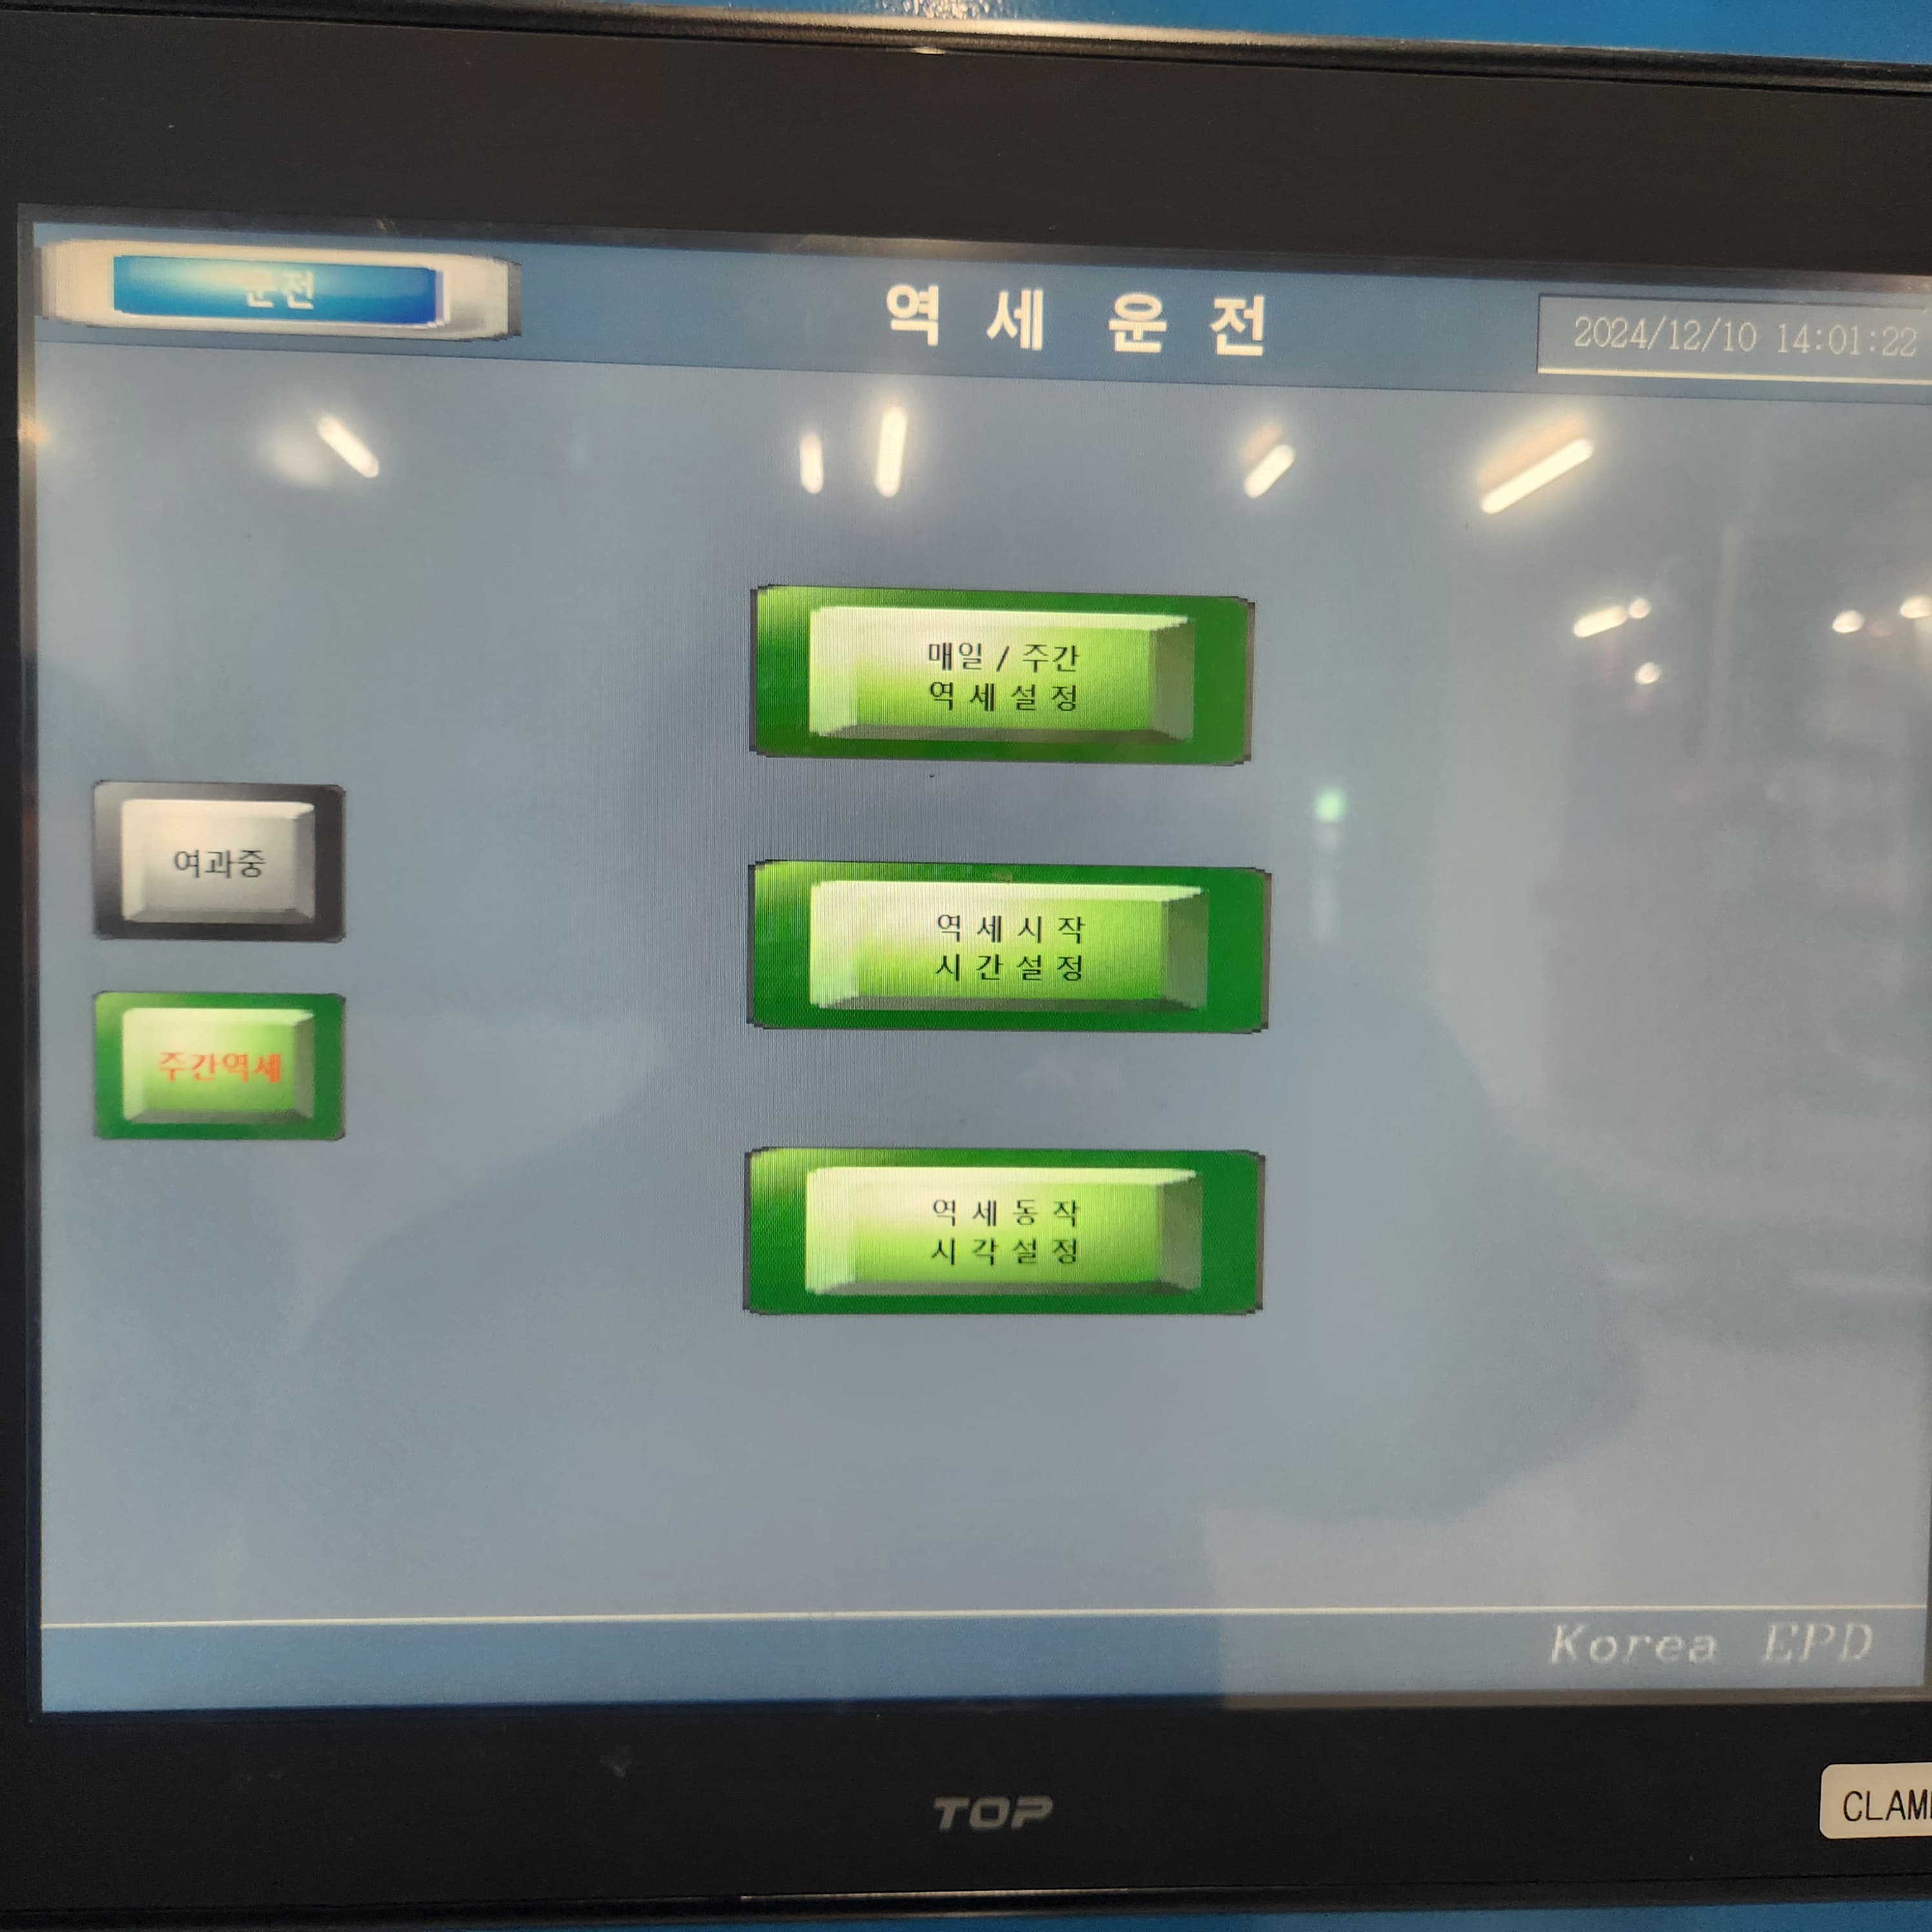 운전
역 세 운 전
2024/12/10 14:01:22
매일 / 주간
역 세 설 정
여과중
역 세 시 작
시 간 설 정
주간역세
역 세 동 작
시 각 설 정
Korea EPD
TOP